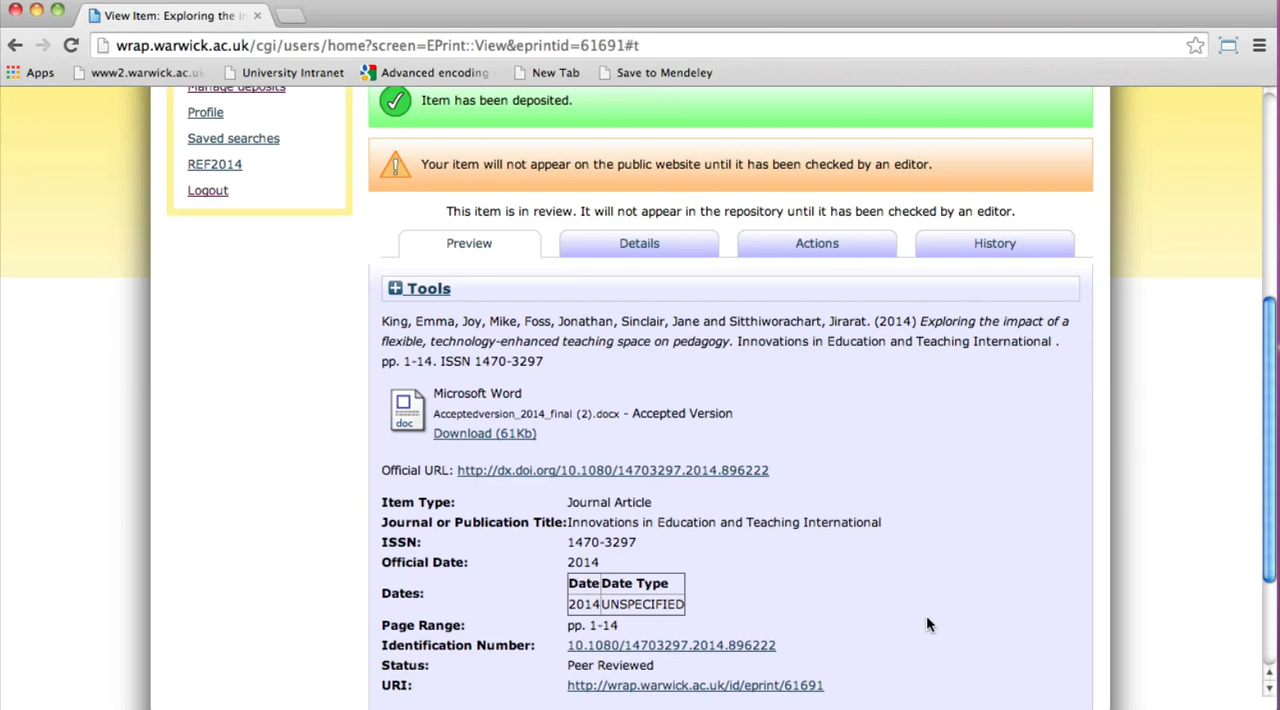 View Item: Exploring the i
wrap.warwick.ac.uk/cgi/users/home?screen=EPrint::View&eprintid=61691#t
Apps www2.warwick.ac.u University Intranet Advanced encoding New Tab Save to Mendeley
Manage deposits
Profile
Saved searches
REF2014
Logout
Item has been deposited.
Your item will not appear on the public website until it has been checked by an editor.
This item is in review. It will not appear in the repository until it has been checked by an editor.
Preview Details Actions History
Tools
King, Emma, Joy, Mike, Foss, Jonathan, Sinclair, Jane and Sitthiworachart, Jirarat. (2014) Exploring the impact of a
flexible, technology-enhanced teaching space on pedagogy. Innovations in Education and Teaching International .
pp. 1-14. ISSN 1470-3297
Microsoft Word
doc
Acceptedversion_2014_final (2).docx - Accepted Version
Download (61Kb)
Official URL: http://dx.doi.org/10.1080/14703297.2014.896222
Item Type: Journal Article
Journal or Publication Title: Innovations in Education and Teaching International
ISSN: 1470-3297
Official Date: 2014
Dates:
Date Date Type
2014 UNSPECIFIED
Page Range: pp. 1-14
Identification Number: 10.1080/14703297.2014.896222
Status: Peer Reviewed
URI: http://wrap.warwick.ac.uk/id/eprint/61691